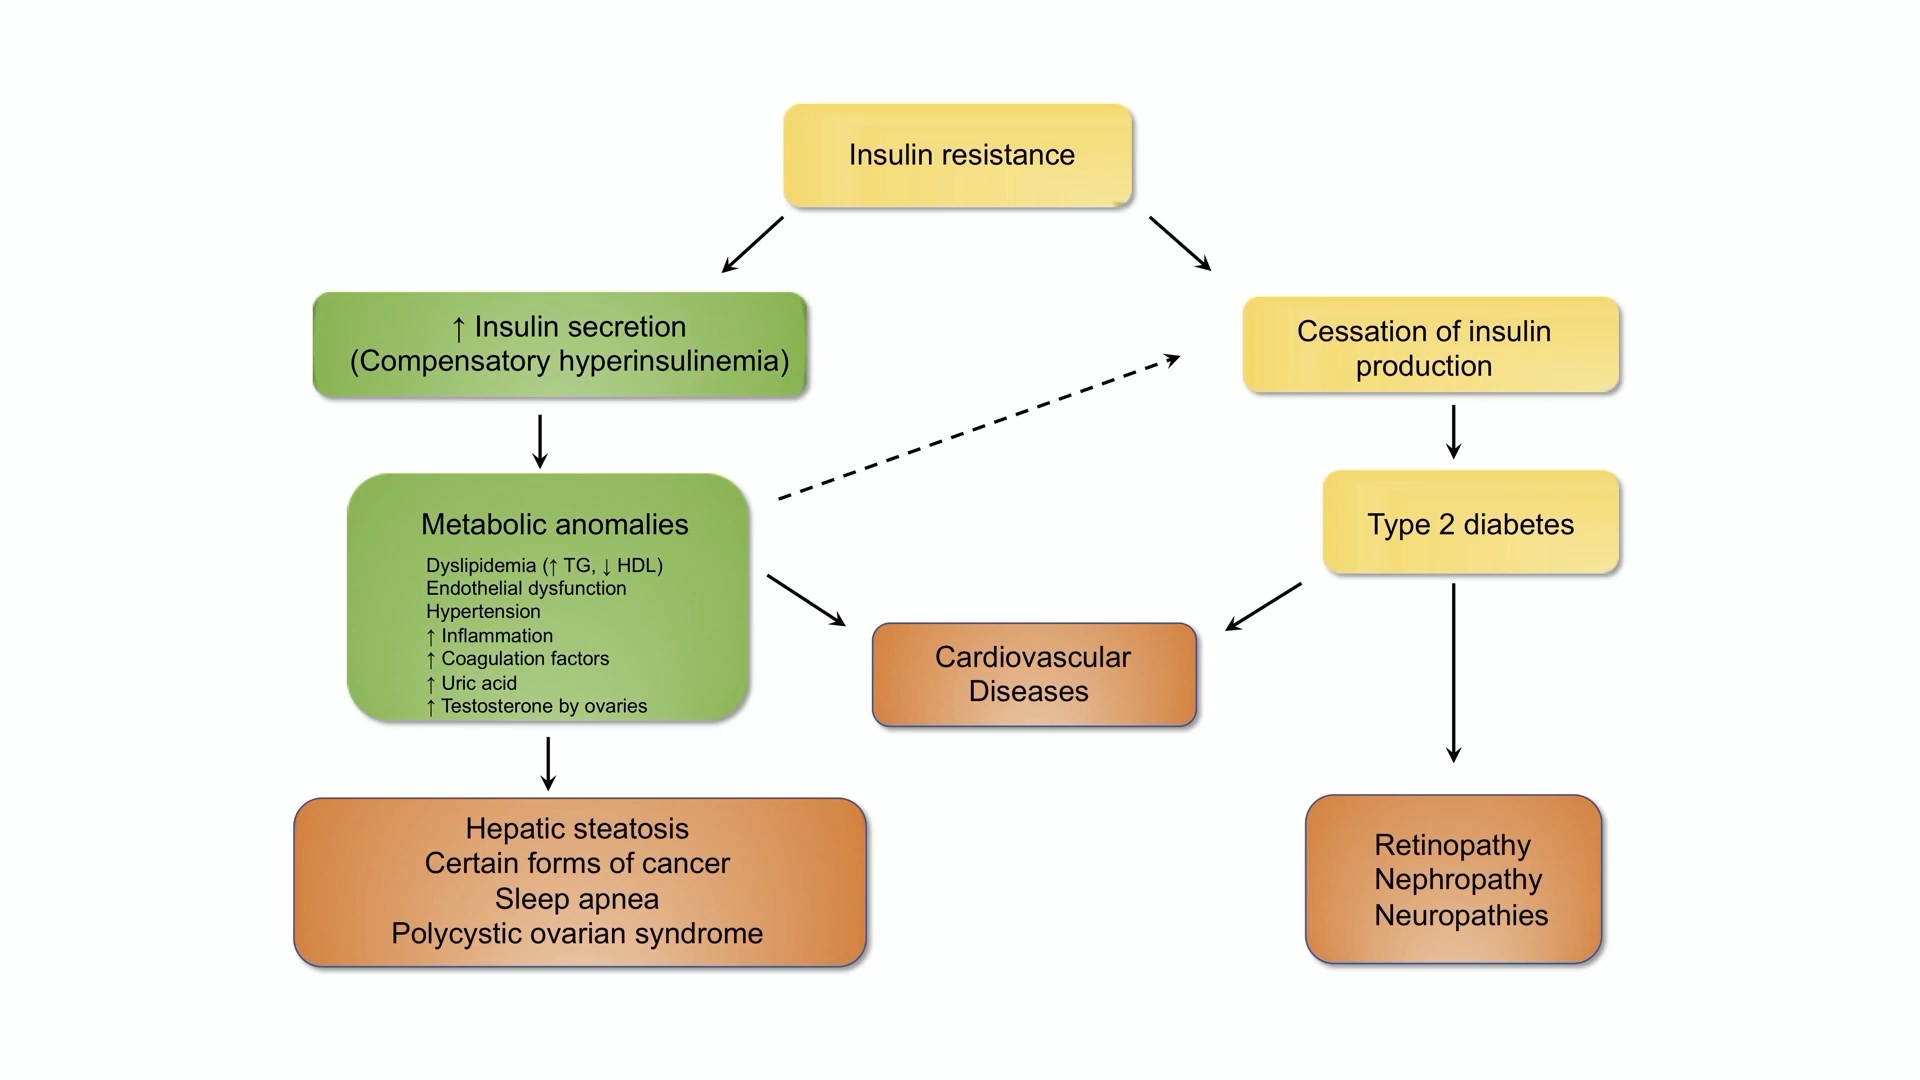 Insulin resistance
↑ Insulin secretion
(Compensatory hyperinsulinemia)
Cessation of insulin
production
Metabolic anomalies
Dyslipidemia (↑ TG, ↓ HDL)
Endothelial dysfunction
Hypertension
↑ Inflammation
↑ Coagulation factors
↑ Uric acid
↑ Testosterone by ovaries
Type 2 diabetes
Cardiovascular
Diseases
Hepatic steatosis
Certain forms of cancer
Sleep apnea
Polycystic ovarian syndrome
Retinopathy
Nephropathy
Neuropathies